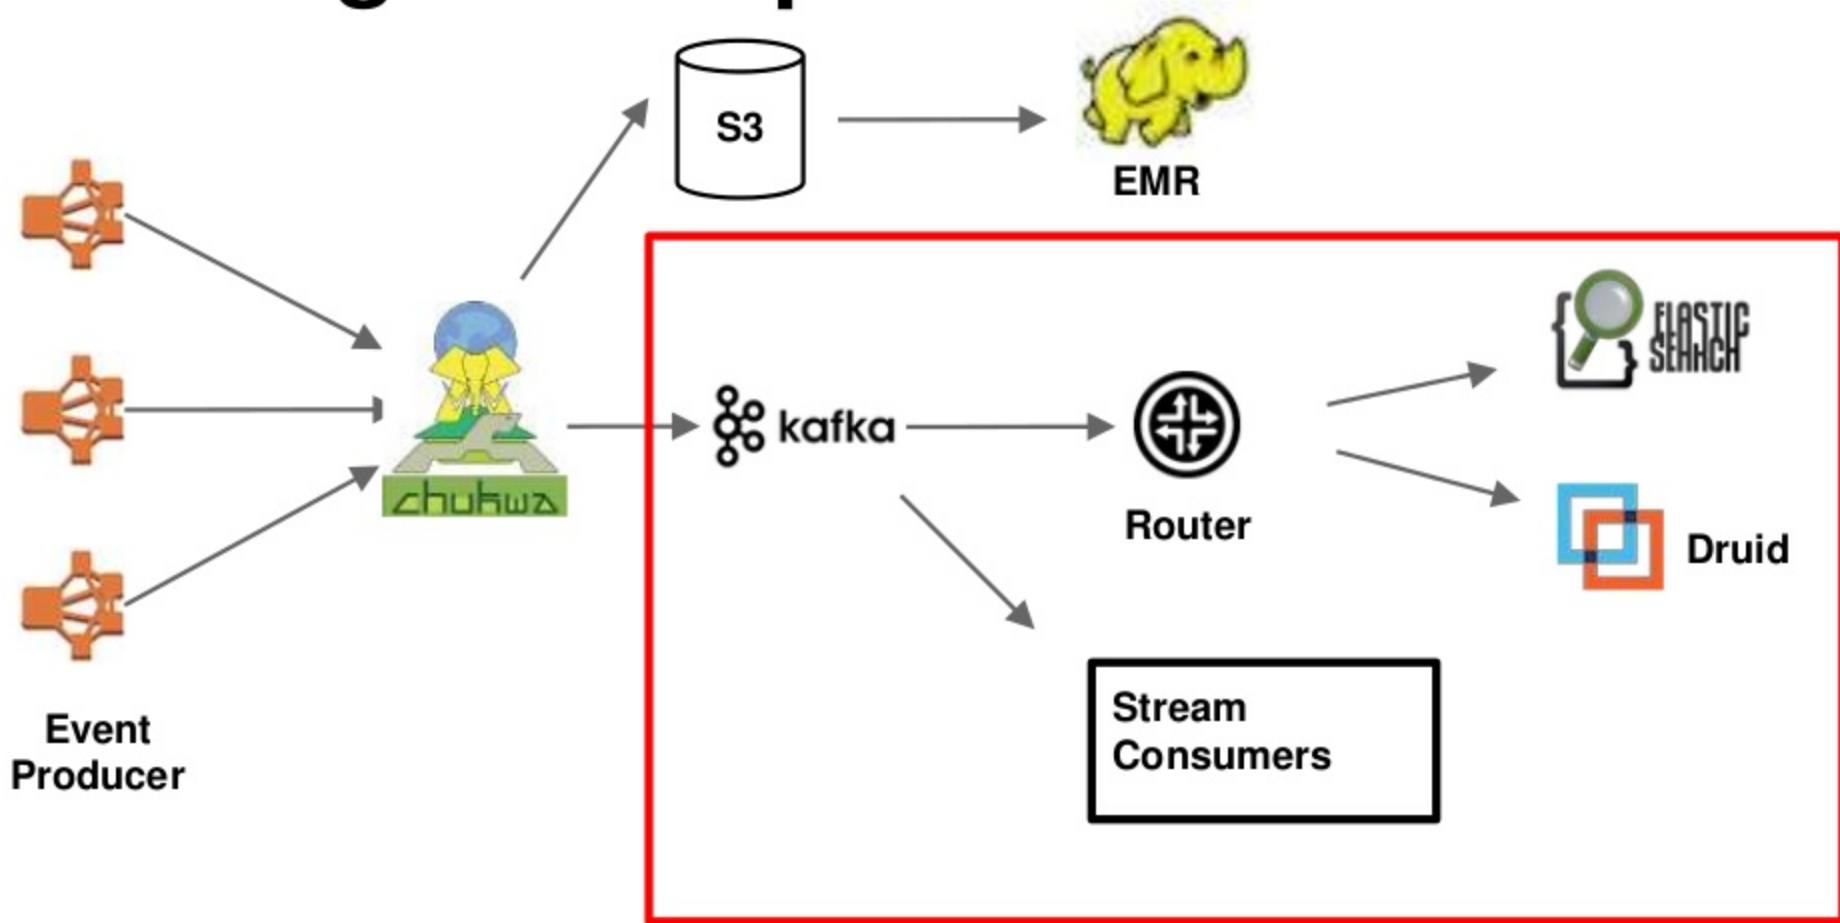 S3
EMR
ELASTIC
SEARCH
chukwa
kafka
Router
Druid
Stream
Consumers
Event
Producer